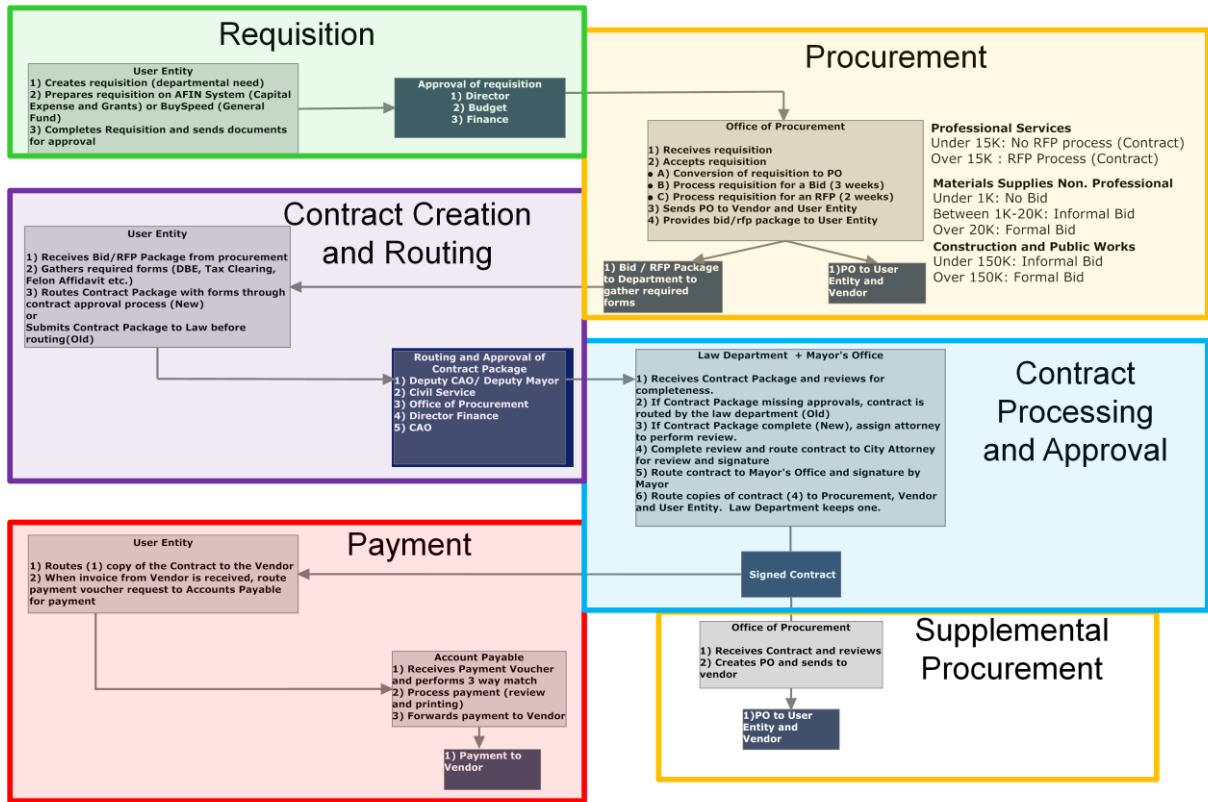 Requisition
User Entity
1) Creates requisition (departmental need)
2) Prepares requisition on AFIN System (Capital
Expense and Grants) or BuySpeed (General
Fund)
3) Completes Requisition and sends documents
for approval
Approval of requisition
1) Director
2) Budget
3) Finance
Procurement
Office of Procurement
1) Receives requisition
2) Accepts requisition
• A) Conversion of requisition to PO
• B) Process requisition for a Bid (3 weeks)
• C) Process requisition for an RFP (2 weeks)
3) Sends PO to Vendor and User Entity
4) Provides bid/rfp package to User Entity
Professional Services
Under 15K: No RFP process (Contract)
Over 15K : RFP Process (Contract)
Materials Supplies Non. Professional
Under 1K: No Bid
Between 1K-20K: Informal Bid
Over 20K: Formal Bid
Construction and Public Works
Under 150K: Informal Bid
Over 150K: Formal Bid
1) Bid / RFP Package
to Department to
gather required
forms
1)PO to User
Entity and
Vendor
Contract Creation
and Routing
User Entity
1) Receives Bid/RFP Package from procurement
2) Gathers required forms (DBE, Tax Clearing,
Felon Affidavit etc.)
3) Routes Contract Package with forms through
contract approval process (New)
or
Submits Contract Package to Law before
routing(Old)
Routing and Approval of
Contract Package
1) Deputy CAO/ Deputy Mayor
2) Civil Service
3) Office of Procurement
4) Director Finance
5) CAO
Contract
Processing
and Approval
Law Department + Mayor's Office
1) Receives Contract Package and reviews for
completeness.
2) If Contract Package missing approvals, contract is
routed by the law department (Old)
3) If Contract Package complete (New), assign attorney
to perform review.
4) Complete review and route contract to City Attorney
for review and signature
5) Route contract to Mayor's Office and signature by
Mayor
6) Route copies of contract (4) to Procurement, Vendor
and User Entity. Law Department keeps one.
Signed Contract
Payment
User Entity
1) Routes (1) copy of the Contract to the Vendor
2) When invoice from Vendor is received, route
payment voucher request to Accounts Payable
for payment
Account Payable
1) Receives Payment Voucher
and performs 3 way match
2) Process payment (review
and printing)
3) Forwards payment to Vendor
1) Payment to
Vendor
Supplemental
Procurement
Office of Procurement
1) Receives Contract and reviews
2) Creates PO and sends to
vendor
1)PO to User
Entity and
Vendor